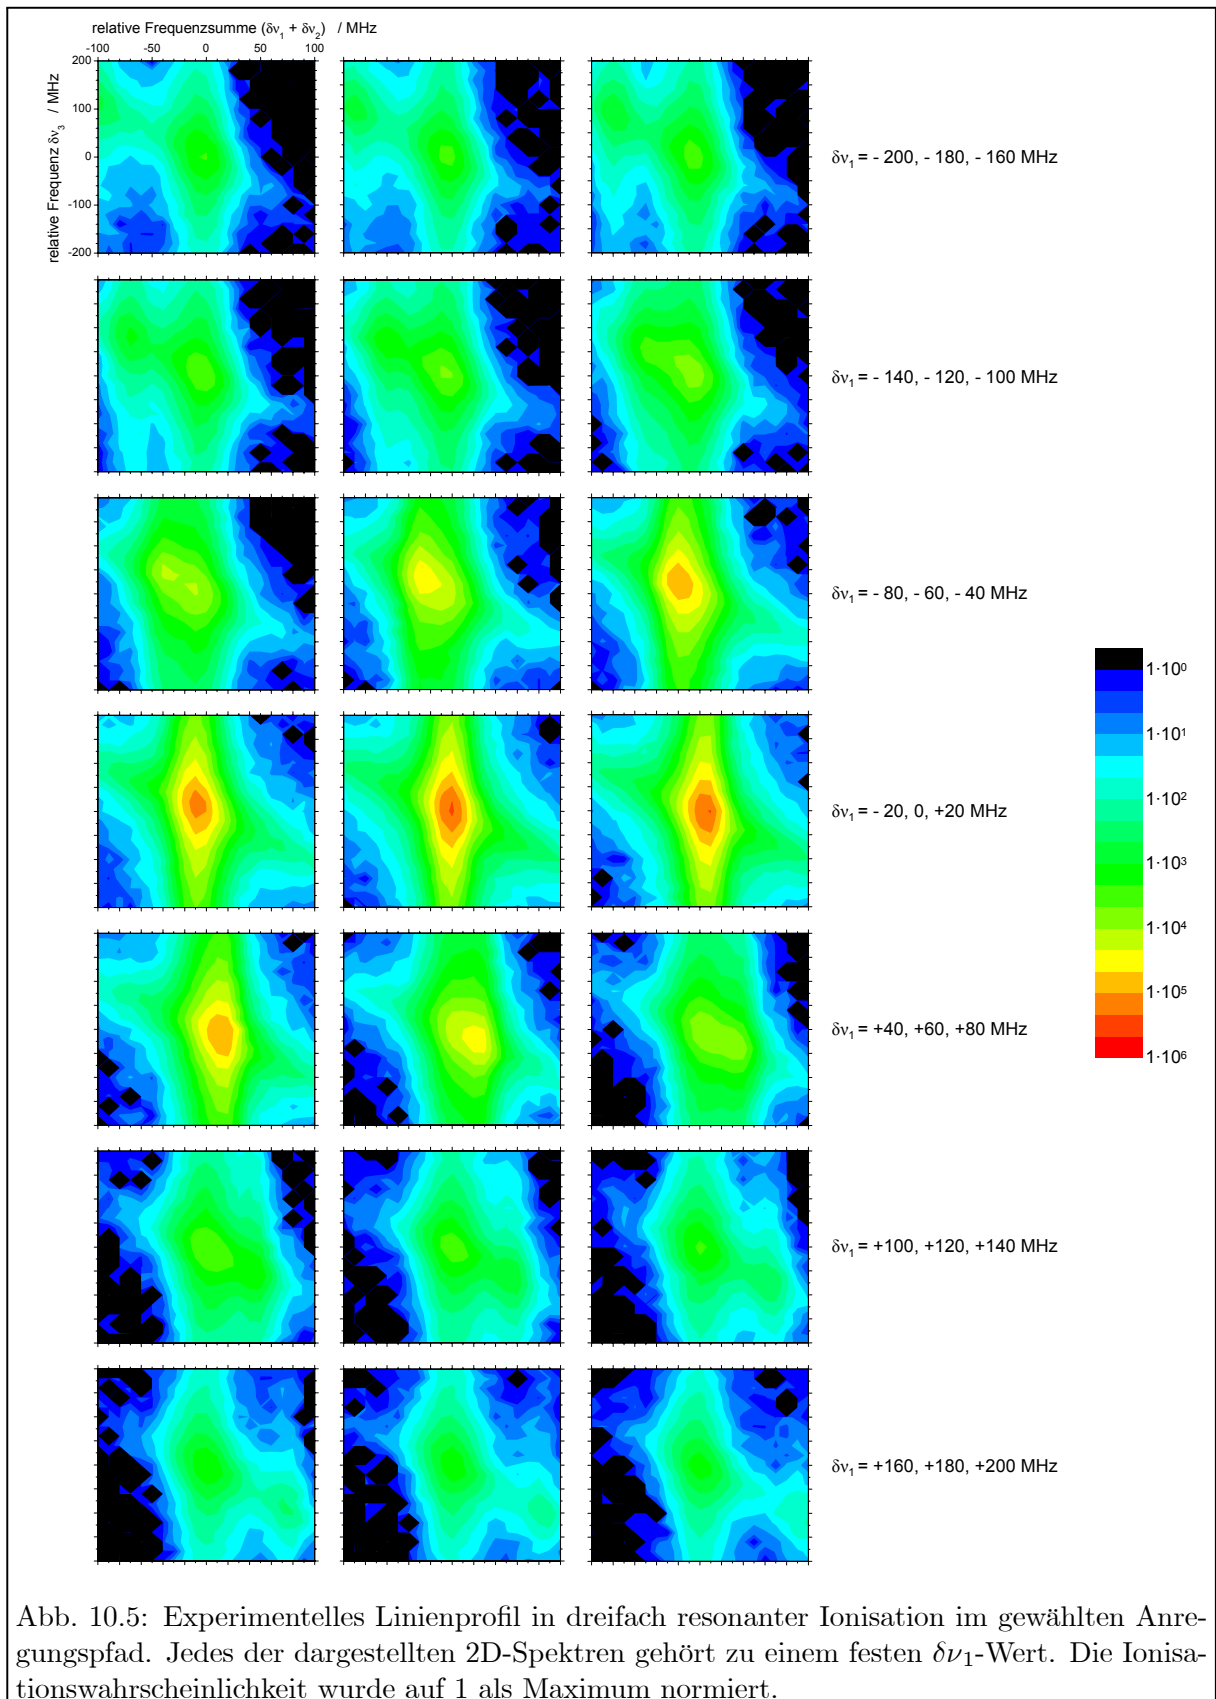 relative Frequenzsumme (δν₁ + δν₂) / MHz
-100 -50 0 50 100
relative Frequenz δν₃ / MHz
200
100
0
-100
-200
δν₁ = - 200, - 180, - 160 MHz
δν₁ = - 140, - 120, - 100 MHz
δν₁ = - 80, - 60, - 40 MHz
1·10⁰
1·10¹
1·10²
1·10³
1·10⁴
1·10⁵
1·10⁶
δν₁ = - 20, 0, +20 MHz
δν₁ = +40, +60, +80 MHz
δν₁ = +100, +120, +140 MHz
δν₁ = +160, +180, +200 MHz
Abb. 10.5: Experimentelles Linienprofil in dreifach resonanter Ionisation im gewählten Anre-
gungspfad. Jedes der dargestellten 2D-Spektren gehört zu einem festen δν₁-Wert. Die Ionisa-
tionswahrscheinlichkeit wurde auf 1 als Maximum normiert.